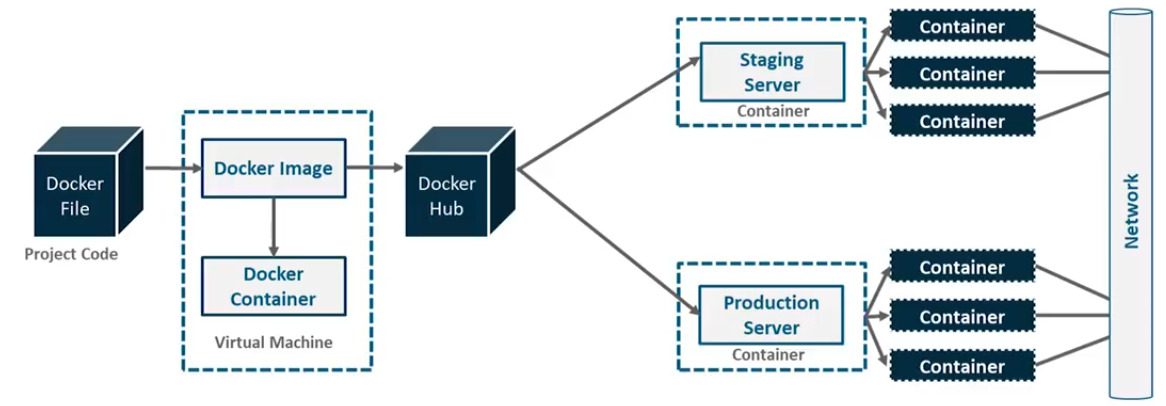 Docker
File
Project Code
Docker Image
Docker
Container
Virtual Machine
Docker
Hub
Staging
Server
Container
Container
Container
Container
Production
Server
Container
Container
Container
Container
Network